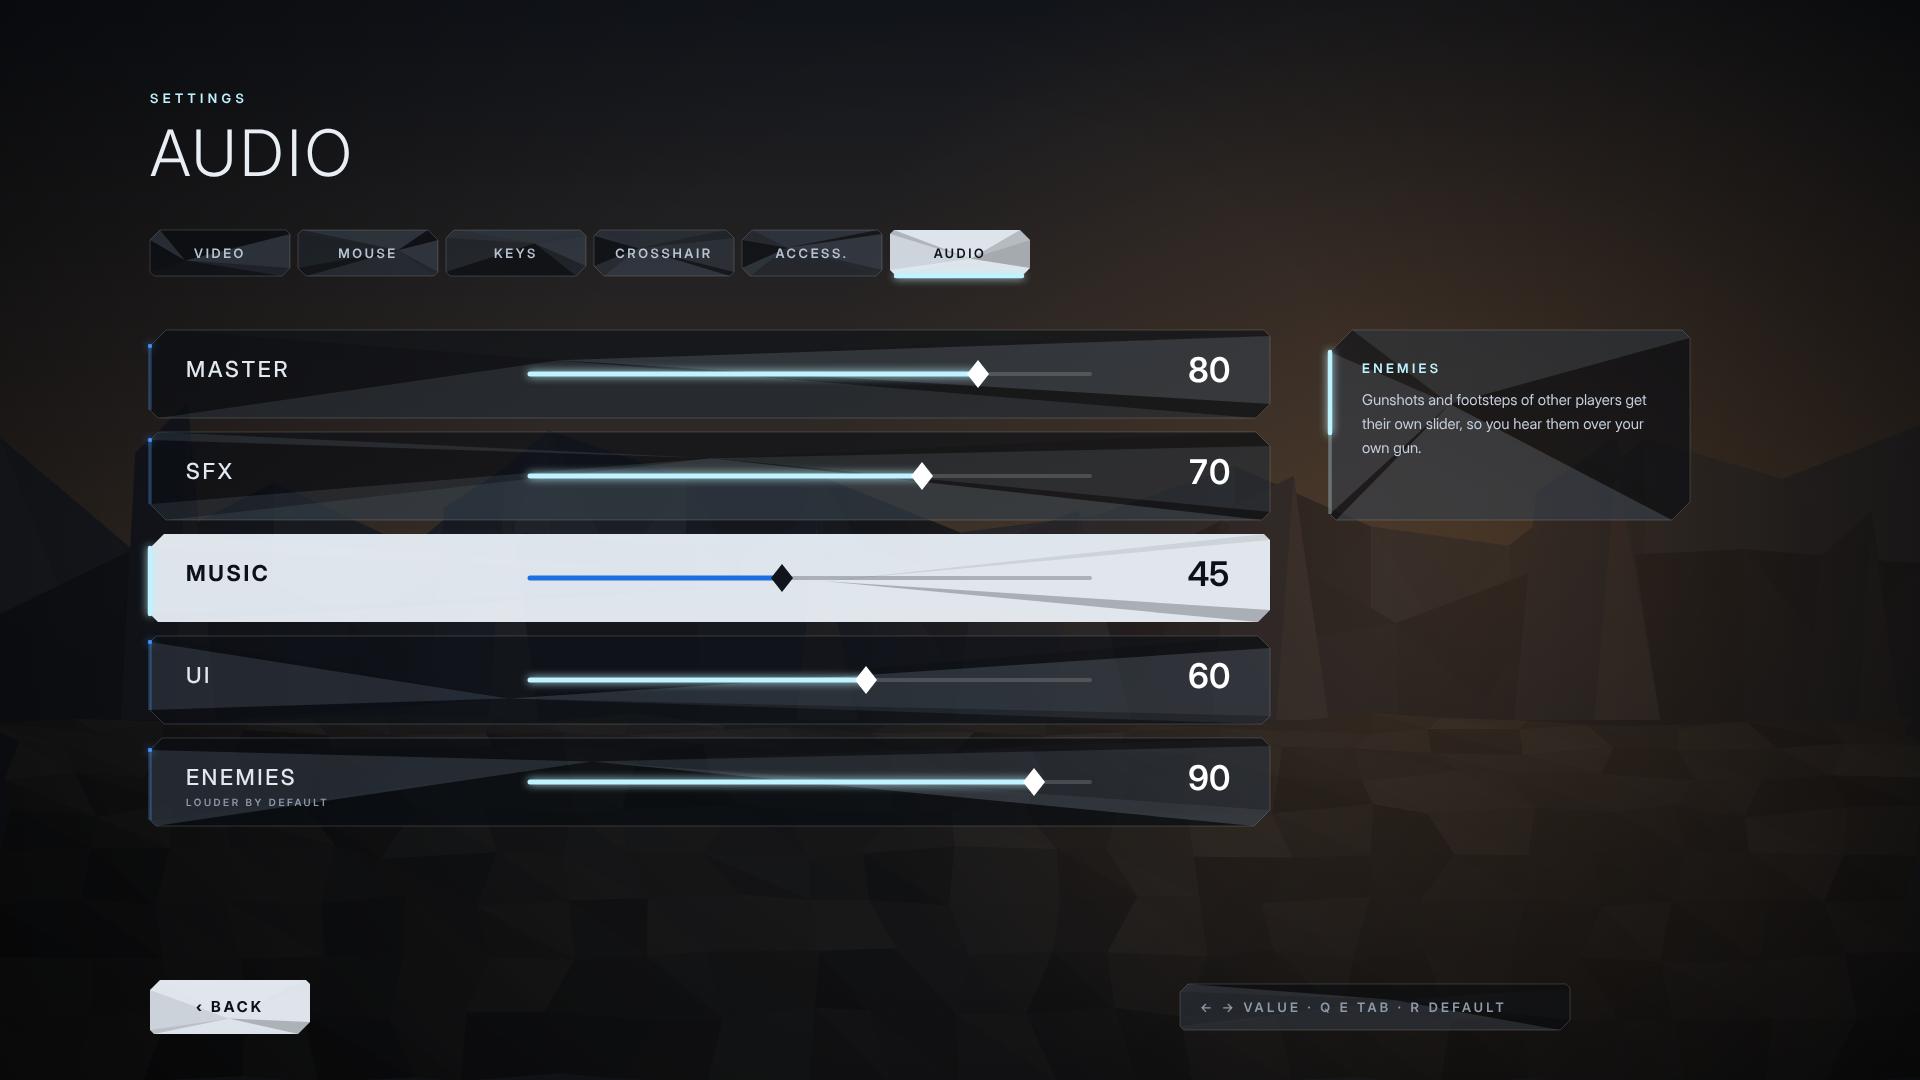 SETTINGS
AUDIO
VIDEO
MOUSE
KEYS
CROSSHAIR
ACCESS.
AUDIO
MASTER
80
SFX
70
MUSIC
45
UI
60
ENEMIES
LOUDER BY DEFAULT
90
ENEMIES
Gunshots and footsteps of other players get
their own slider, so you hear them over your
own gun.
‹ BACK
← → VALUE · Q E TAB · R DEFAULT